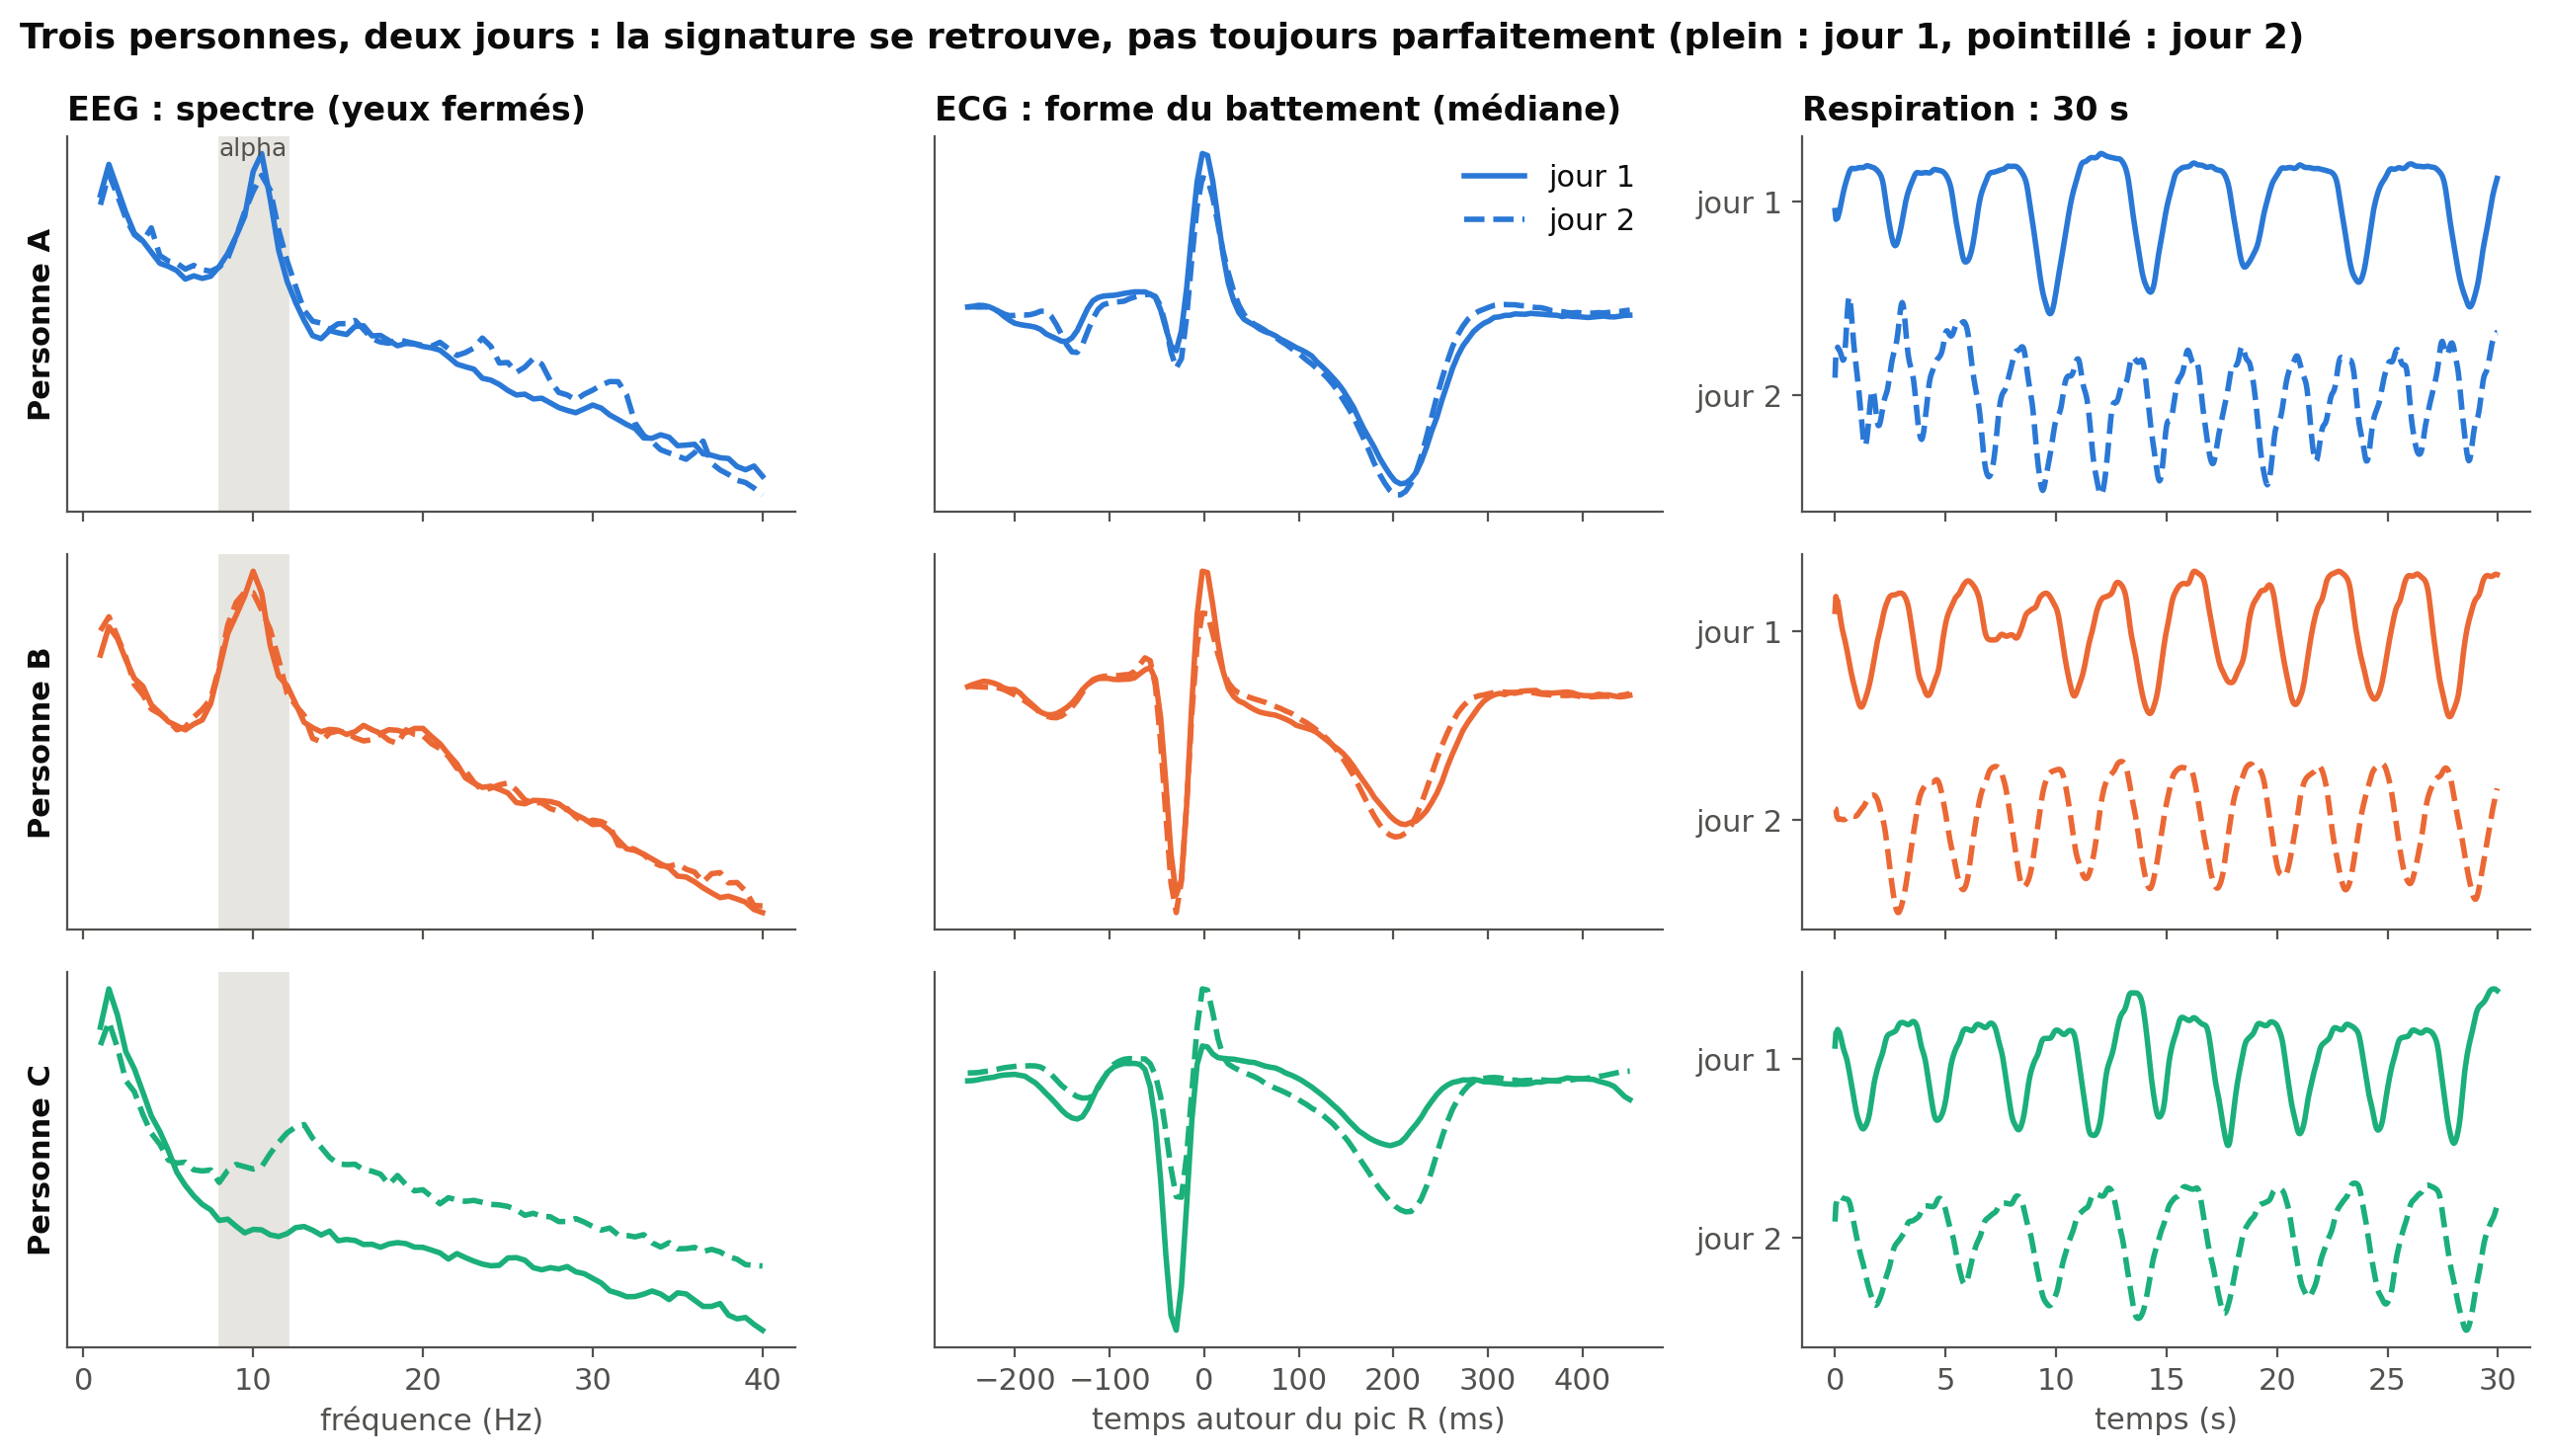 Trois personnes, deux jours : la signature se retrouve, pas toujours parfaitement (plein : jour 1, pointillé : jour 2)
EEG : spectre (yeux fermés)
ECG : forme du battement (médiane)
Respiration : 30 s
alpha
Personne A
jour 1
jour 2
jour 1
jour 2
Personne B
jour 1
jour 2
Personne C
jour 1
jour 2
0 10 20 30 40
fréquence (Hz)
−200 −100 0 100 200 300 400
temps autour du pic R (ms)
0 5 10 15 20 25 30
temps (s)